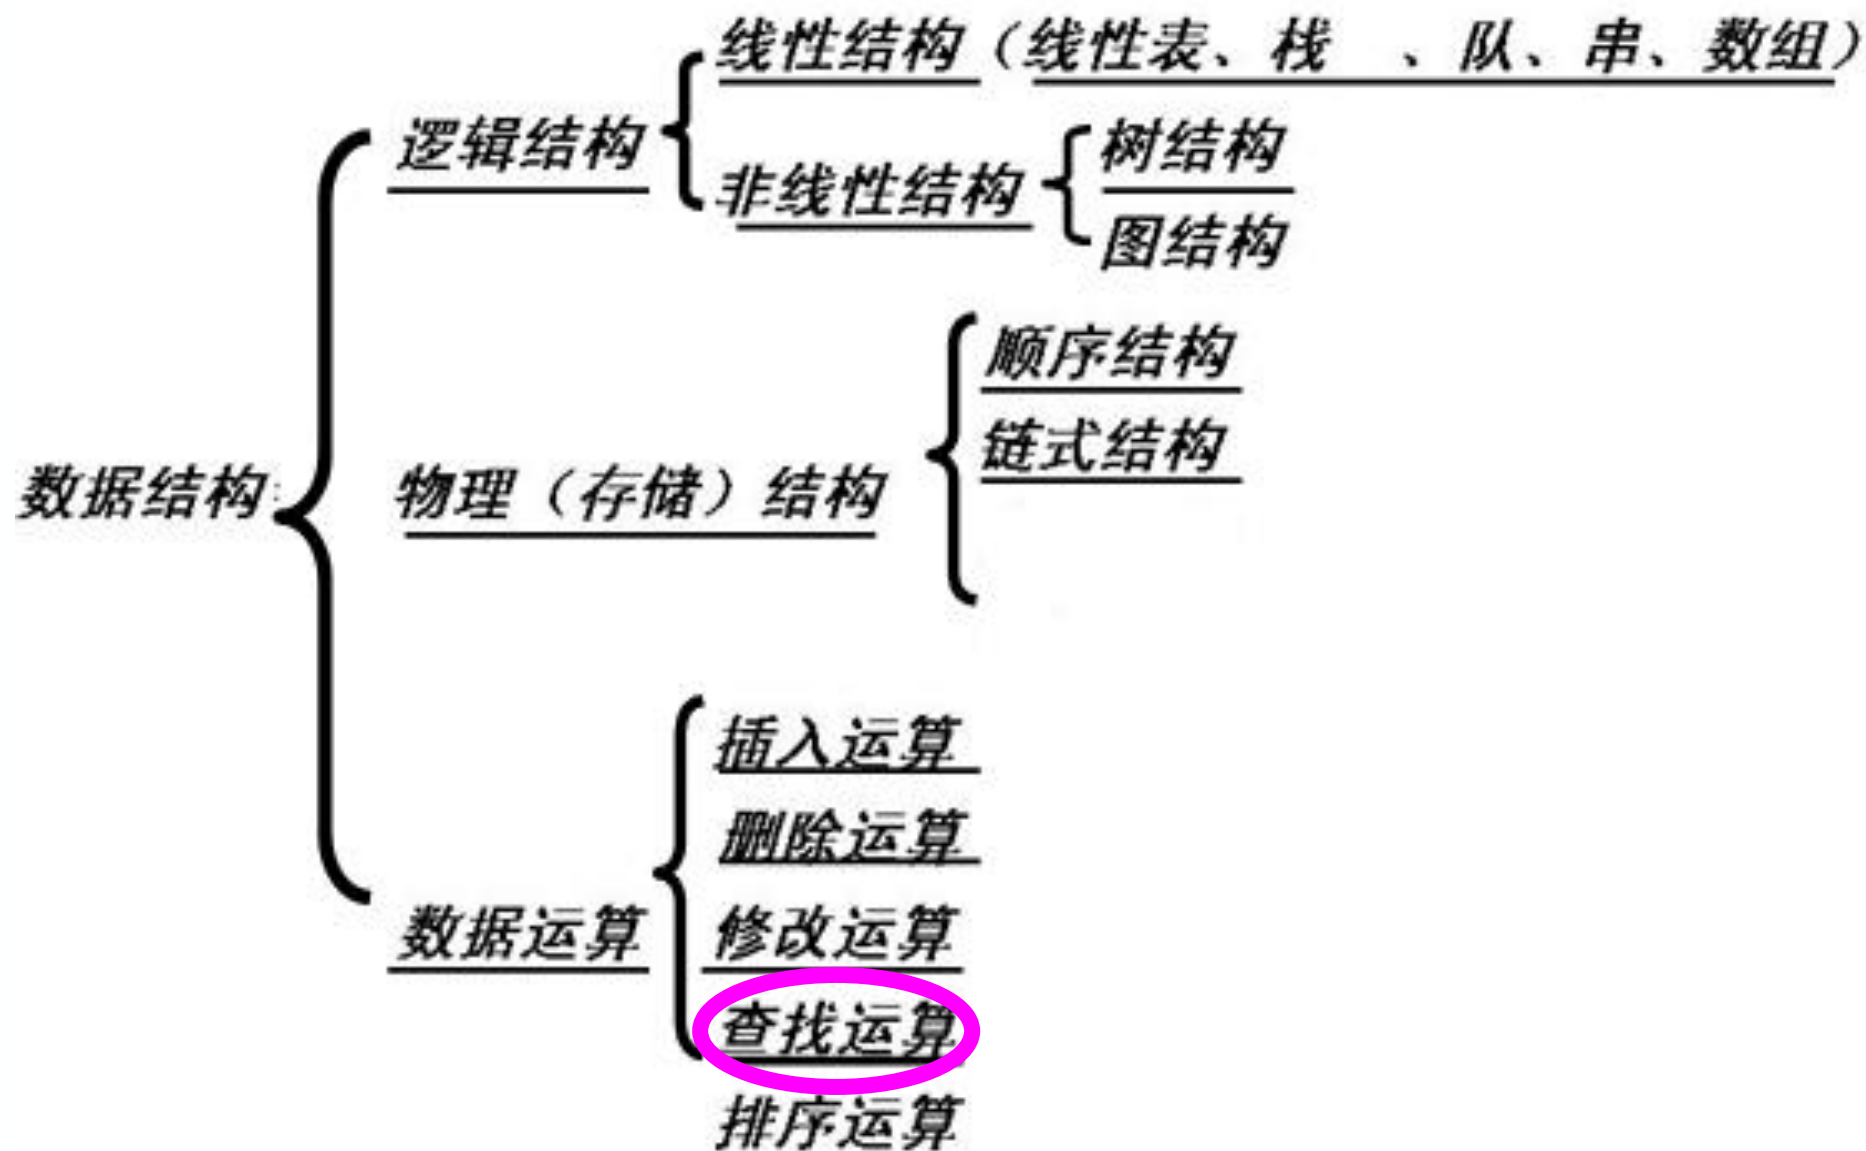 线性结构（线性表、栈 、队、串、数组）
逻辑结构
树结构
非线性结构
图结构
顺序结构
链式结构
数据结构:
物理（存储）结构
插入运算
删除运算
数据运算
修改运算
查找运算
排序运算